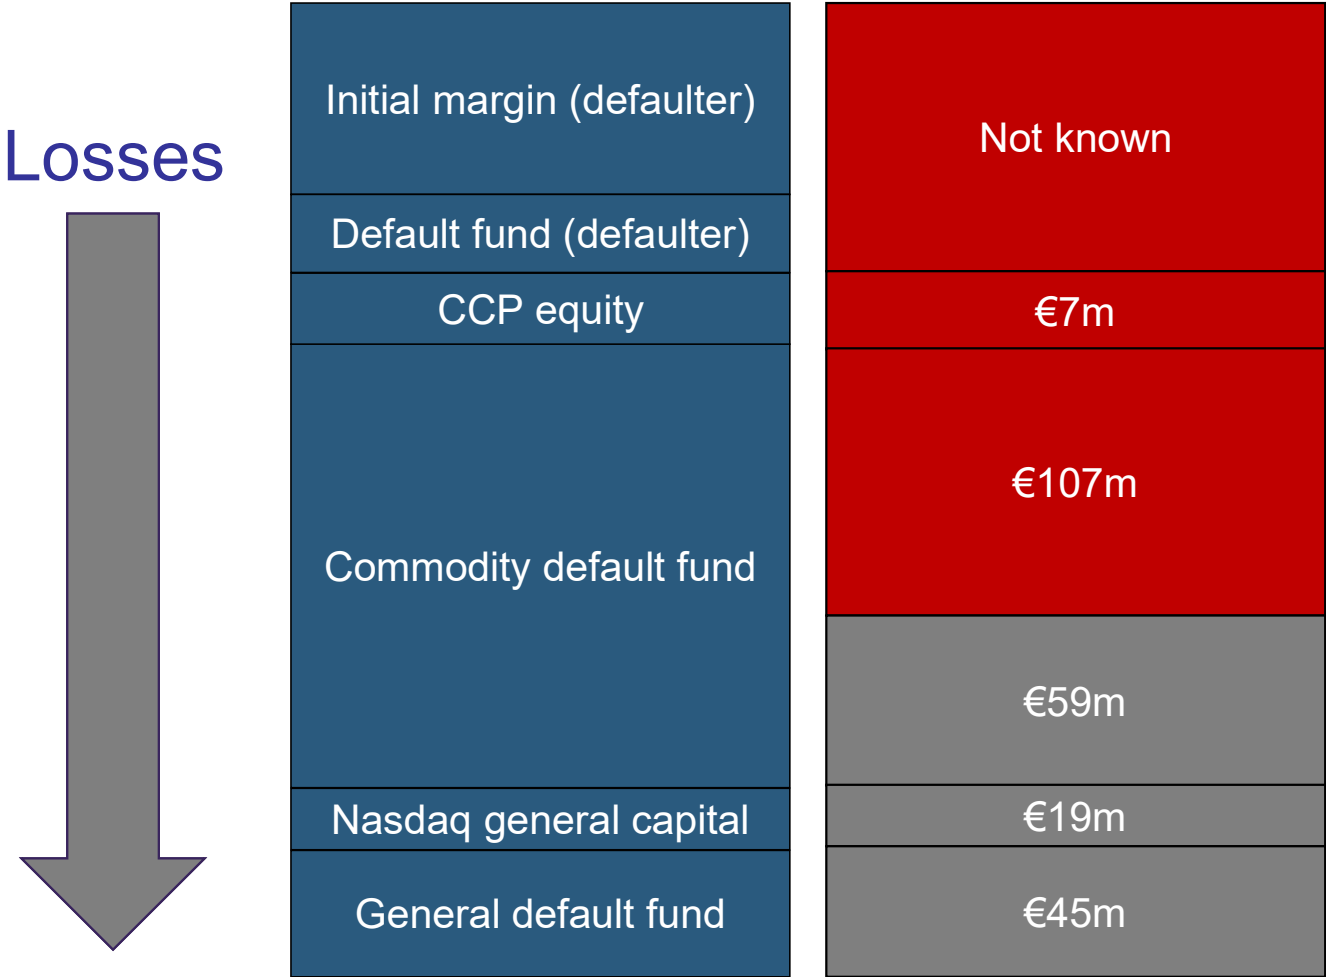 Losses
Initial margin (defaulter)
Default fund (defaulter)
CCP equity
Commodity default fund
Nasdaq general capital
General default fund
Not known
€7m
€107m
€59m
€19m
€45m